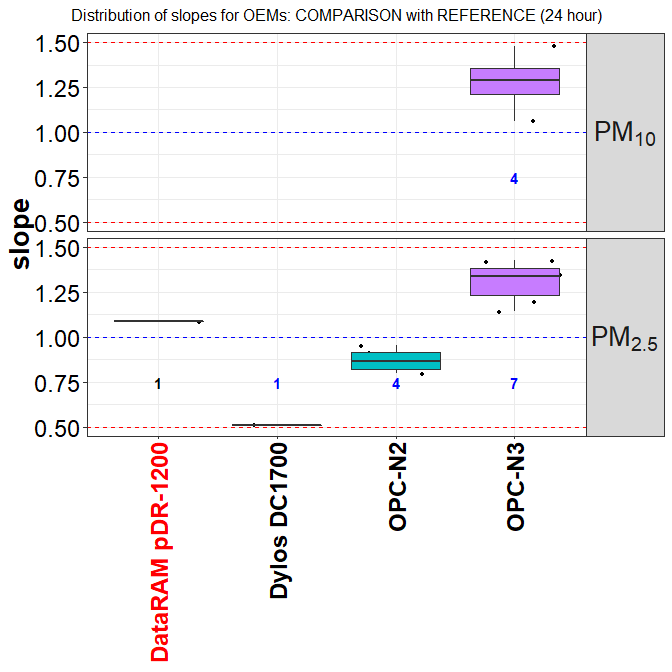 Distribution of slopes for OEMs: COMPARISON with REFERENCE (24 hour)
slope
1.50
1.25
1.00
0.75
0.50
4
PM10
1.50
1.25
1.00
0.75
0.50
1
1
4
7
PM2.5
DataRAM pDR-1200
Dylos DC1700
OPC-N2
OPC-N3